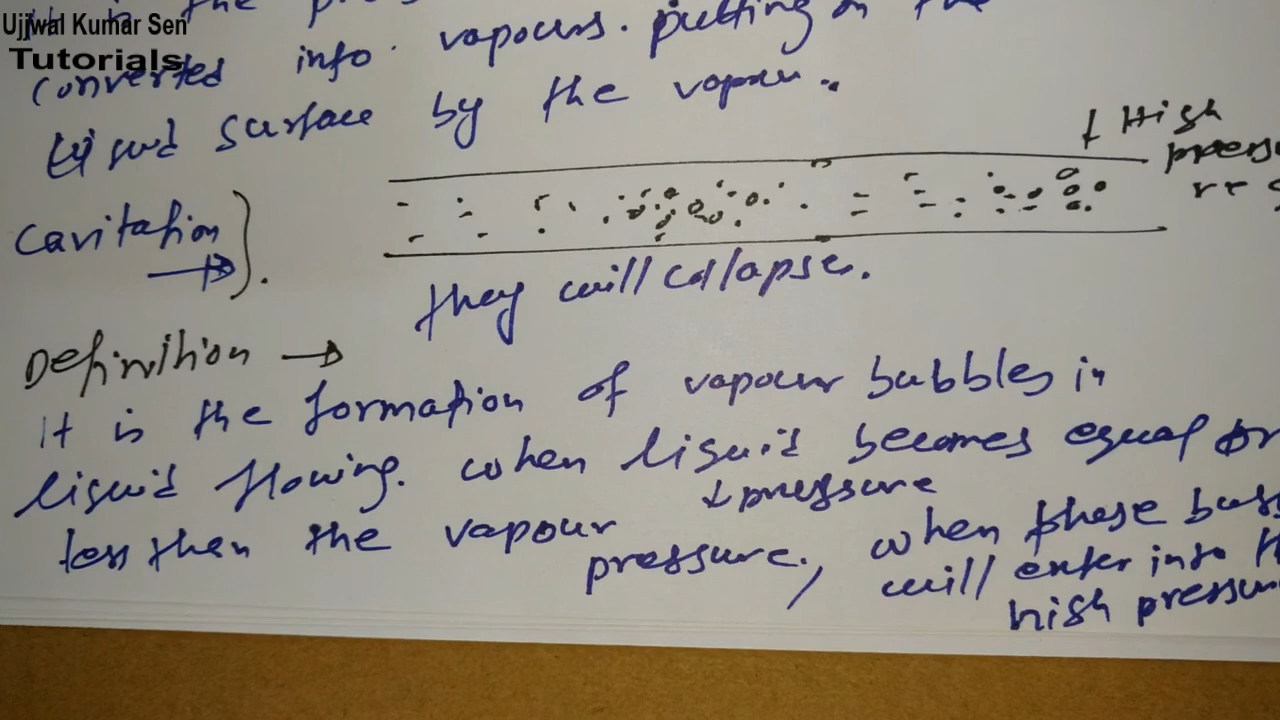 Ujjwal Kumar Sen
Tutorials
the
converted into vapours. putting on the
liquid surface by the vapour.
High
Cavitation
they will collapse.
Definition →
It is the formation of vapour bubbles in
liquid flowing. when liquid becomes equal or
pressure
less then the vapour pressure., when these
will enter into
high